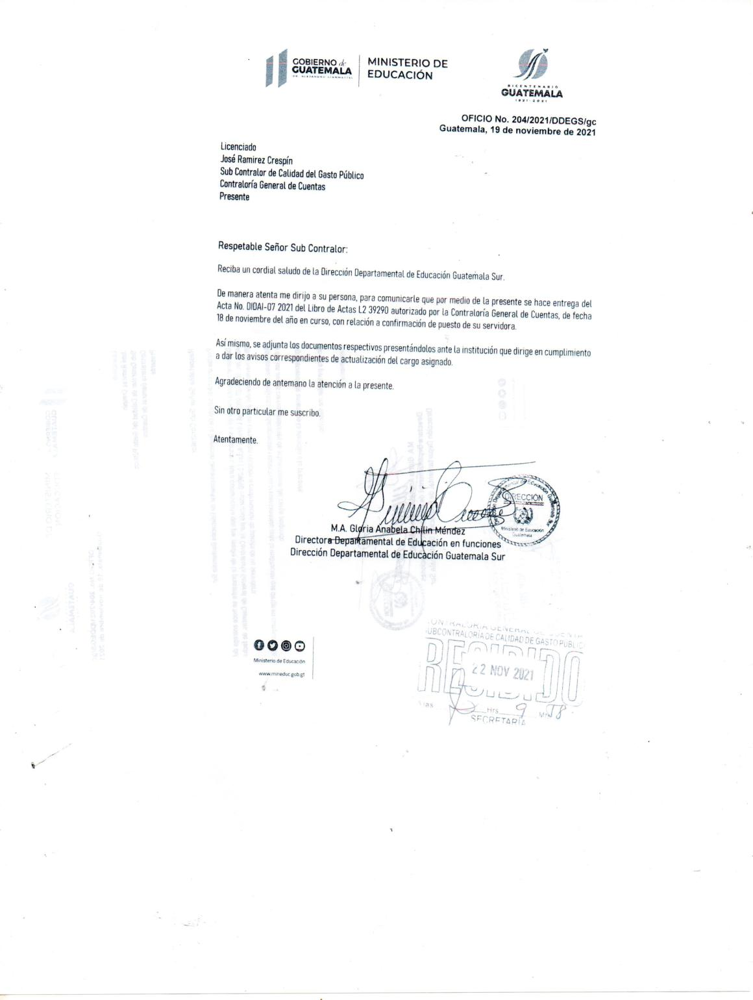 GOBIERNO de
GUATEMALA
DR. ALEJANDRO GIAMMATTEI
MINISTERIO DE
EDUCACIÓN
BICENTENARIO
GUATEMALA
1821-2021
OFICIO No. 204/2021/DDEGS/gc
Guatemala, 19 de noviembre de 2021
Licenciado
José Ramirez Crespín
Sub Contralor de Calidad del Gasto Público
Contraloría General de Cuentas
Presente
Respetable Señor Sub Contralor:
Reciba un cordial saludo de la Dirección Departamental de Educación Guatemala Sur.
De manera atenta me dirijo a su persona, para comunicarle que por medio de la presente se hace entrega del
Acta No. DIDAI-07 2021 del Libro de Actas L2 39290 autorizado por la Contraloría General de Cuentas, de fecha
18 de noviembre del año en curso, con relación a confirmación de puesto de su servidora.
Así mismo, se adjunta los documentos respectivos presentándolos ante la institución que dirige en cumplimiento
a dar los avisos correspondientes de actualización del cargo asignado.
Agradeciendo de antemano la atención a la presente.
Sin otro particular me suscribo.
Atentamente.
DIRECCIÓN
Ministerio de Educación
Guatemala
M.A. Gloria Anabela Chilin Méndez
Directora Departamental de Educación en funciones
Dirección Departamental de Educación Guatemala Sur
Ministerio de Educación
www.mineduc.gob.gt
CONTRALORIA GENERAL DE CUENTA
SUBCONTRALORÍA DE CALIDAD DE GASTO PUBLIC
RECIBIDO
22 NOV 2021
Hrs 9
SECRETARÍA